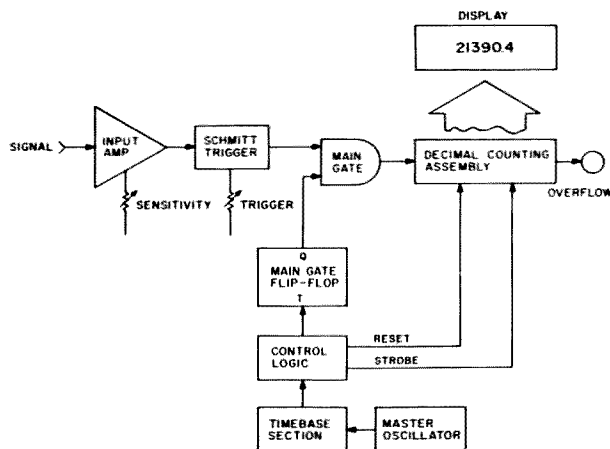 DISPLAY
21390.4
SIGNAL
INPUT
AMP
SCHMITT
TRIGGER
MAIN
GATE
DECIMAL COUNTING
ASSEMBLY
OVERFLOW
SENSITIVITY
TRIGGER
Q
MAIN GATE
FLIP-FLOP
T
CONTROL
LOGIC
RESET
STROBE
TIMEBASE
SECTION
MASTER
OSCILLATOR